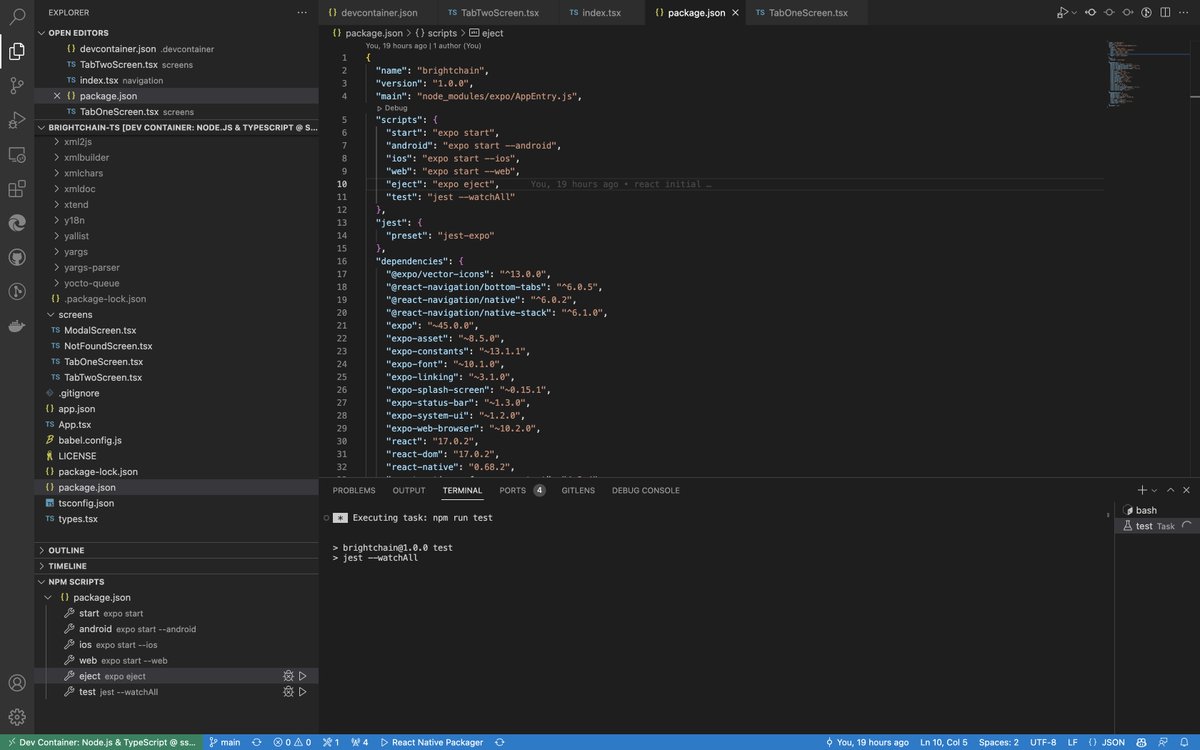 EXPLORER
OPEN EDITORS
{} devcontainer.json .devcontainer
TS TabTwoScreen.tsx screens
TS index.tsx navigation
{} package.json
TS TabOneScreen.tsx screens
BRIGHTCHAIN-TS [DEV CONTAINER: NODE.JS & TYPESCRIPT @ S...
xml2js
xmlbuilder
xmlchars
xmldoc
xtend
y18n
yallist
yargs
yargs-parser
yocto-queue
{} .package-lock.json
screens
TS ModalScreen.tsx
TS NotFoundScreen.tsx
TS TabOneScreen.tsx
TS TabTwoScreen.tsx
.gitignore
{} app.json
TS App.tsx
babel.config.js
LICENSE
{} package-lock.json
{} package.json
tsconfig.json
TS types.tsx
OUTLINE
TIMELINE
NPM SCRIPTS
{} package.json
start expo start
android expo start --android
ios expo start --ios
web expo start --web
eject expo eject
test jest --watchAll
{} devcontainer.json
TS TabTwoScreen.tsx
TS index.tsx
{} package.json
TS TabOneScreen.tsx
{} package.json > {} scripts > eject
You, 19 hours ago | 1 author (You)
1 {
2 "name": "brightchain",
3 "version": "1.0.0",
4 "main": "node_modules/expo/AppEntry.js",
Debug
5 "scripts": {
6 "start": "expo start",
7 "android": "expo start --android",
8 "ios": "expo start --ios",
9 "web": "expo start --web",
10 "eject": "expo eject", You, 19 hours ago • react initial …
11 "test": "jest --watchAll"
12 },
13 "jest": {
14 "preset": "jest-expo"
15 },
16 "dependencies": {
17 "@expo/vector-icons": "^13.0.0",
18 "@react-navigation/bottom-tabs": "^6.0.5",
19 "@react-navigation/native": "^6.0.2",
20 "@react-navigation/native-stack": "^6.1.0",
21 "expo": "~45.0.0",
22 "expo-asset": "~8.5.0",
23 "expo-constants": "~13.1.1",
24 "expo-font": "~10.1.0",
25 "expo-linking": "~3.1.0",
26 "expo-splash-screen": "~0.15.1",
27 "expo-status-bar": "~1.3.0",
28 "expo-system-ui": "~1.2.0",
29 "expo-web-browser": "~10.2.0",
30 "react": "17.0.2",
31 "react-dom": "17.0.2",
32 "react-native": "0.68.2",
PROBLEMS OUTPUT TERMINAL PORTS 4 GITLENS DEBUG CONSOLE
* Executing task: npm run test
> brightchain@1.0.0 test
> jest --watchAll
bash
test Task
Dev Container: Node.js & TypeScript @ ss... main 0 0 1 4 React Native Packager You, 19 hours ago Ln 10, Col 5 Spaces: 2 UTF-8 LF {} JSON